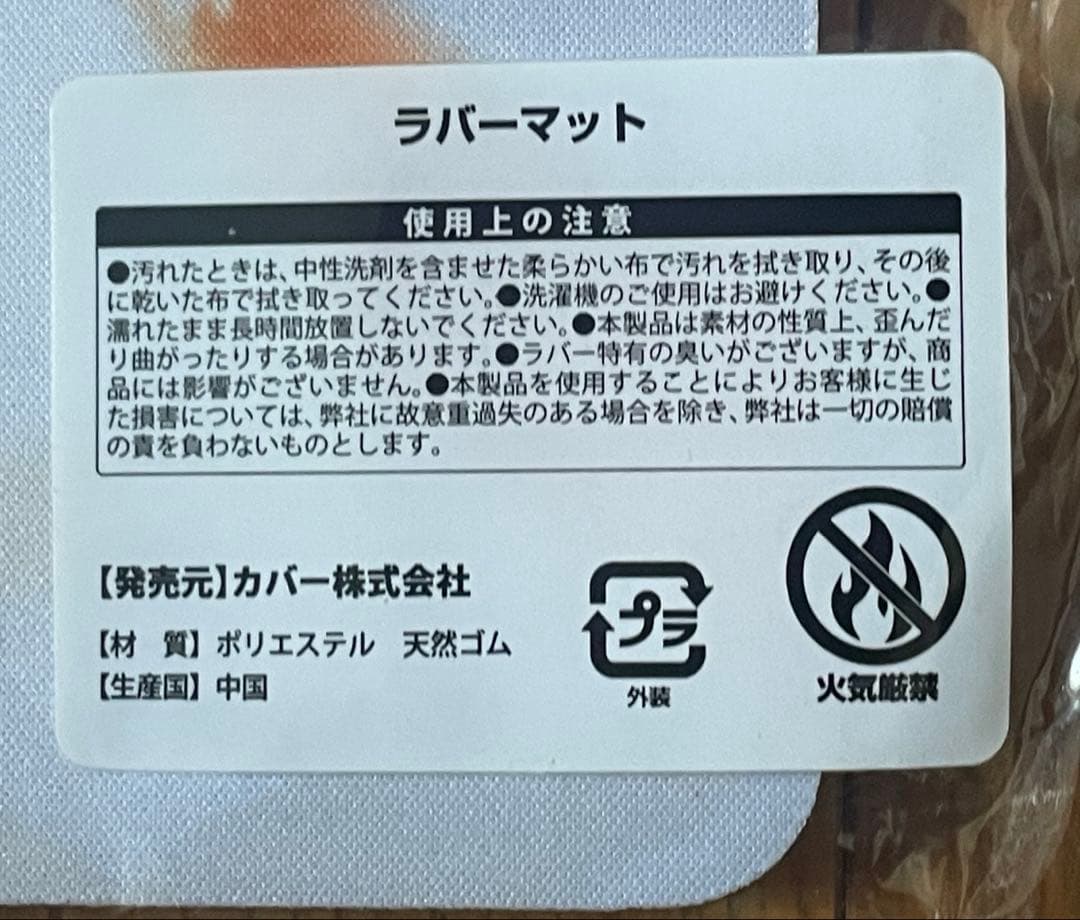 ラバーマット
使用上の注意
●汚れたときは、中性洗剤を含ませた柔らかい布で汚れを拭き取り、その後
に乾いた布で拭き取ってください。●洗濯機のご使用はお避けください。●
濡れたまま長時間放置しないでください。●本製品は素材の性質上、歪んだ
り曲がったりする場合があります。●ラバー特有の臭いがございますが、商
品には影響がございません。●本製品を使用することによりお客様に生じ
た損害については、弊社に故意重過失のある場合を除き、弊社は一切の賠償
の責を負わないものとします。
【発売元】カバー株式会社
【材　質】ポリエステル　天然ゴム
【生産国】中国
プラ
外装
火気厳禁